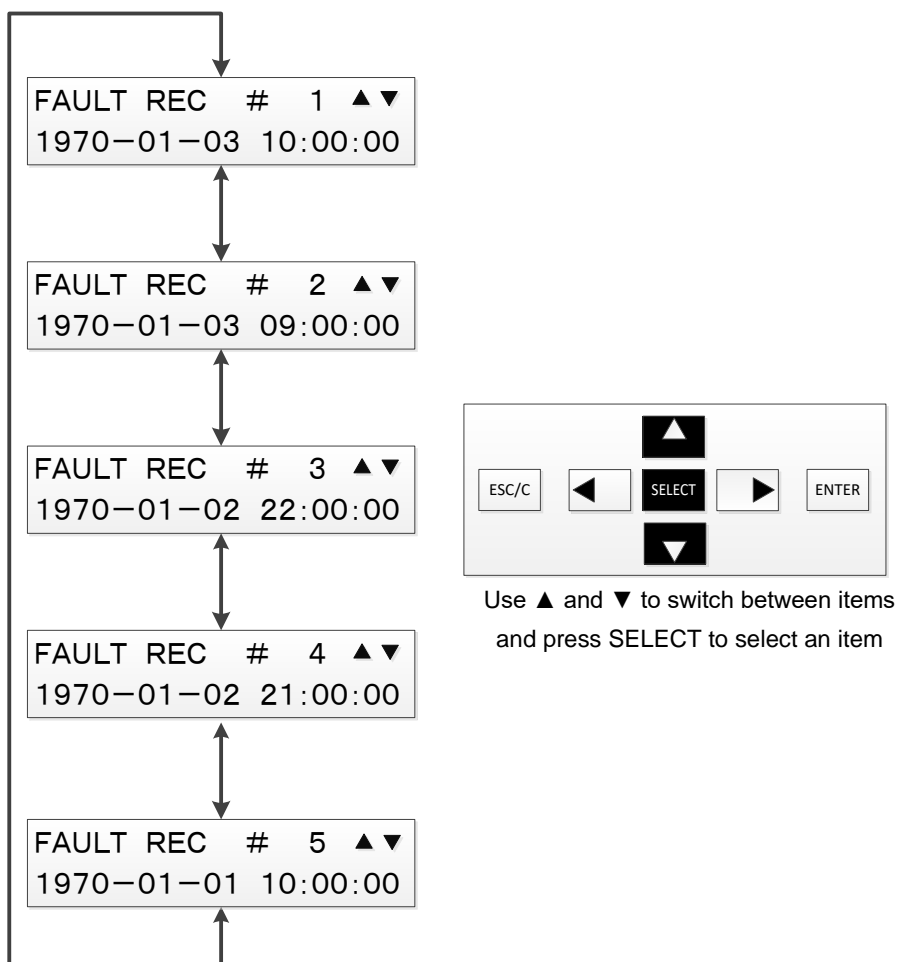 FAULT REC # 1 ▲ ▼
1970-01-03 10:00:00
FAULT REC # 2 ▲ ▼
1970-01-03 09:00:00
FAULT REC # 3 ▲ ▼
1970-01-02 22:00:00
FAULT REC # 4 ▲ ▼
1970-01-02 21:00:00
FAULT REC # 5 ▲ ▼
1970-01-01 10:00:00
ESC/C SELECT ENTER
Use ▲ and ▼ to switch between items
and press SELECT to select an item